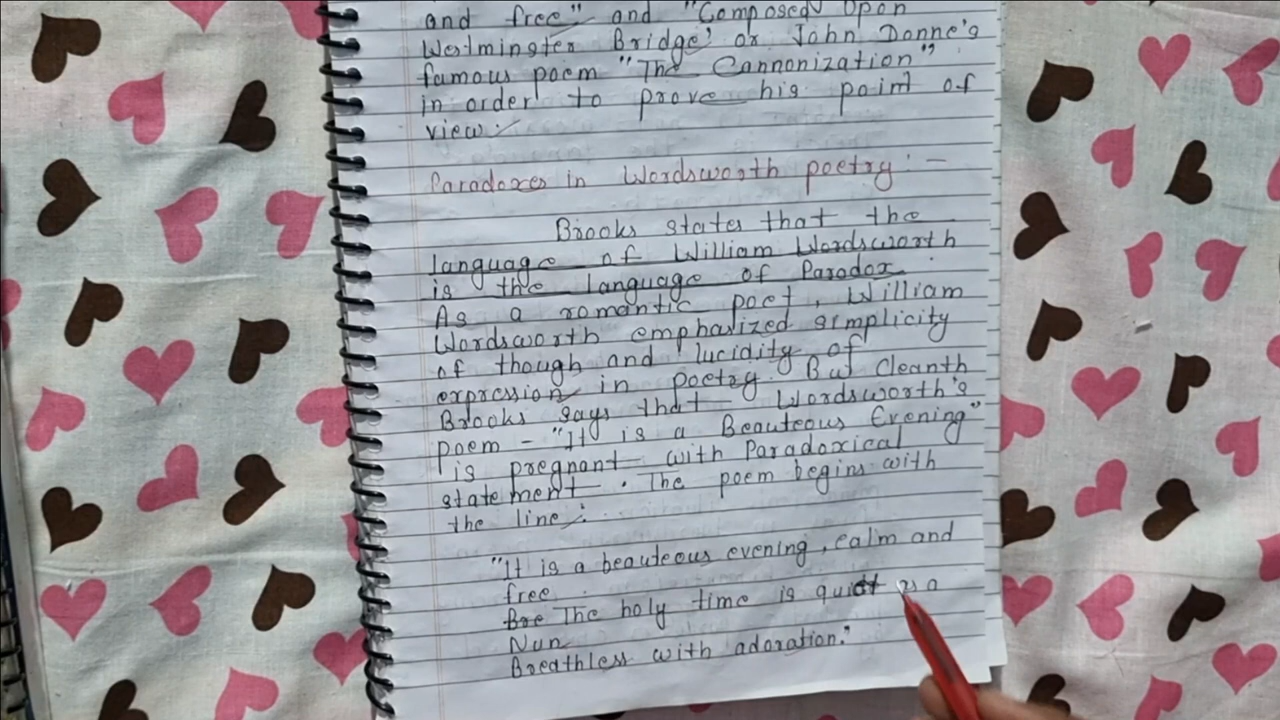 and free" and "Composed Upon
Westminster Bridge' or John Donne's
famous poem "The Cannonization"
in order to prove his point of
view.
Paradoxes in Wordsworth poetry : -
Brooks states that the
language of William Wordsworth
is the language of Paradox.
As a romantic poet, William
Wordsworth emphasized simplicity
of though and lucidity of
expression in poetry. But Cleanth
Brooks says that Wordsworth's
poem - "It is a Beauteous Evening"
is pregnant with Paradoxical
statement. The poem begins with
the line :
"It is a beauteous evening, calm and
free
The holy time is quiet as a
Nun
Breathless with adoration."